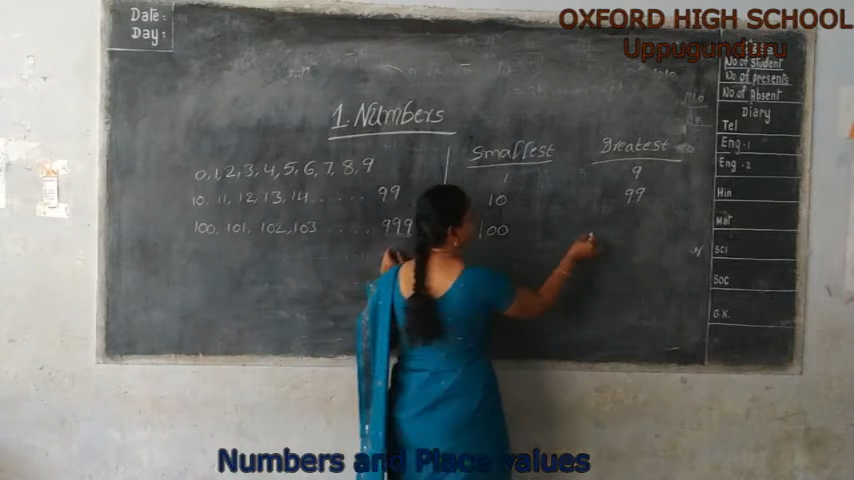 OXFORD HIGH SCHOOL
Uppugunduru
Date:
Day:
No of Student
No of presents
No of Absent
Diary
Tel
Eng-1
Eng-2
Hin
Mat
SCI
SOC
G.K.
1. Numbers
Smallest Greatest
0,1,2,3,4,5,6,7,8,9 1 9
10, 11, 12, 13, 14 ...... 99 10 99
100, 101, 102, 103 ..... 999 100
Numbers and Place values